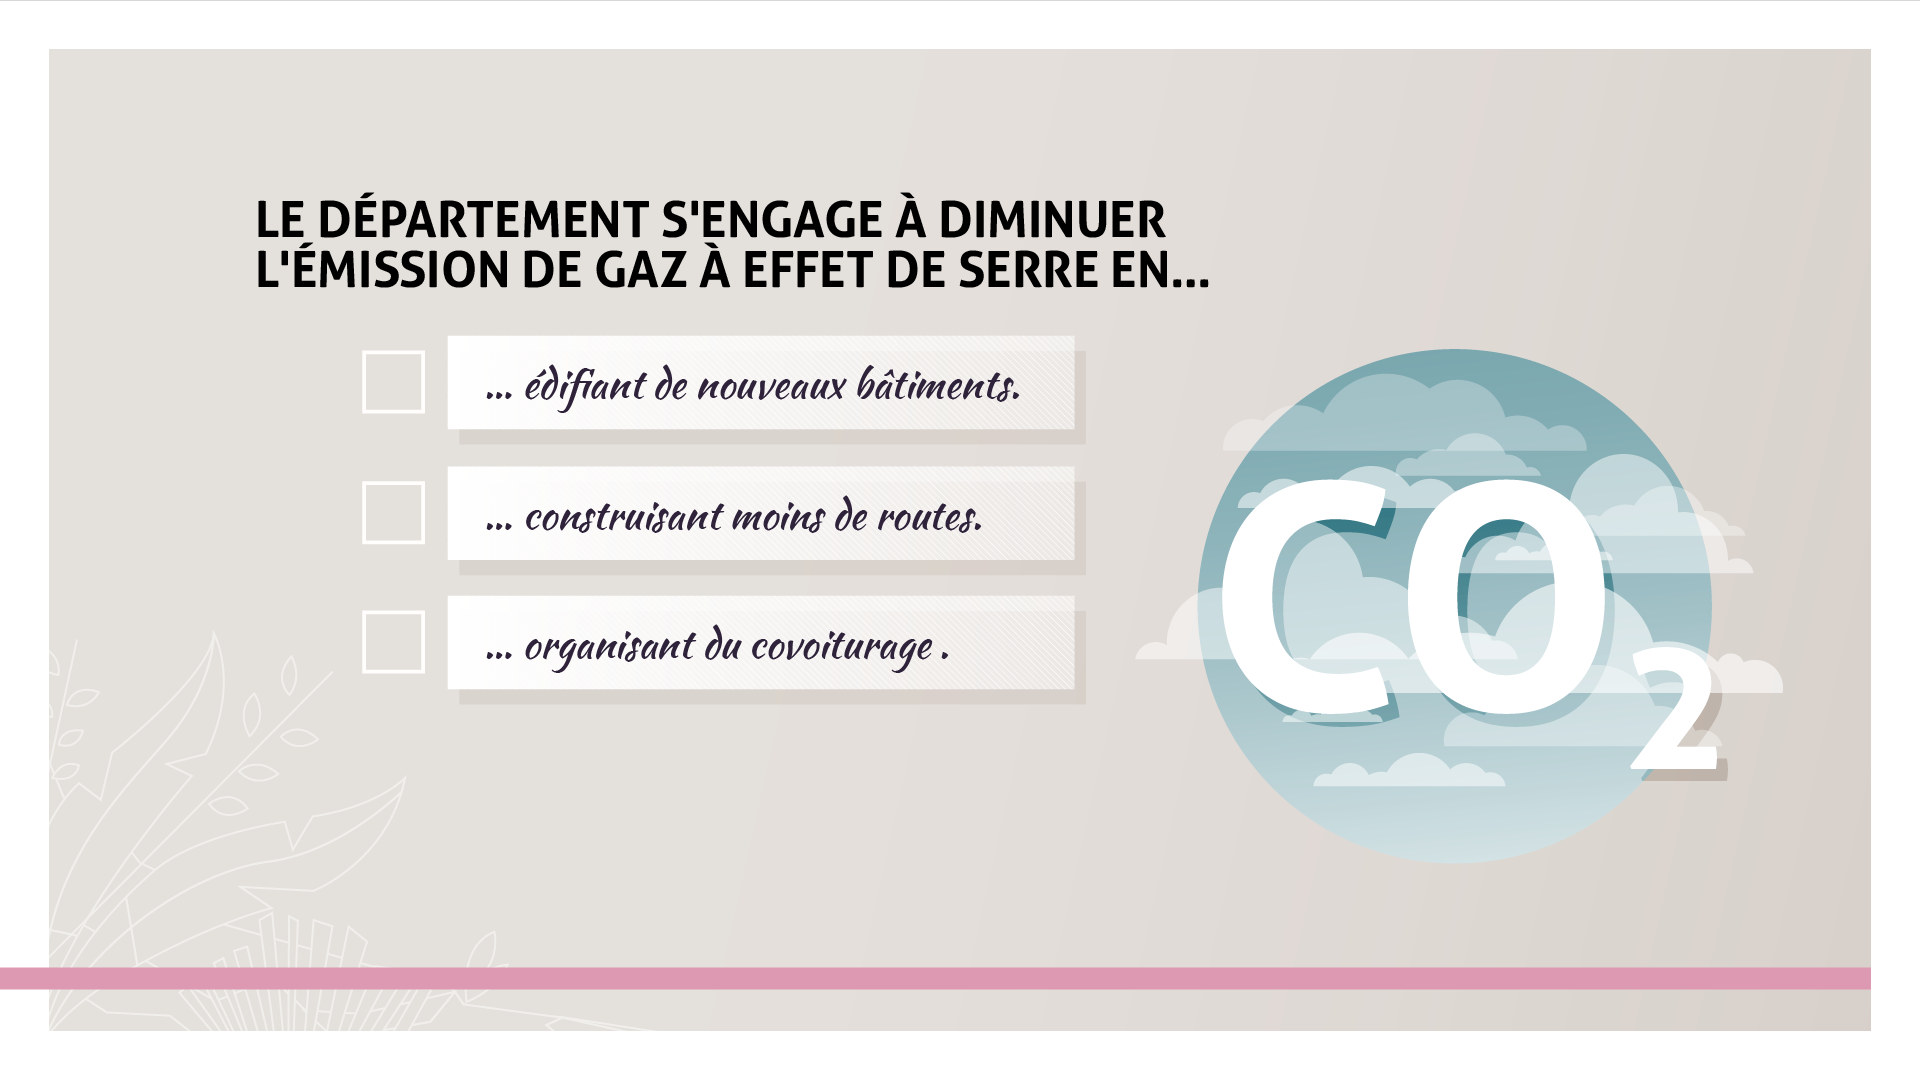 LE DÉPARTEMENT S'ENGAGE À DIMINUER
L'ÉMISSION DE GAZ À EFFET DE SERRE EN...
... édifiant de nouveaux bâtiments.
... construisant moins de routes.
... organisant du covoiturage .
CO2